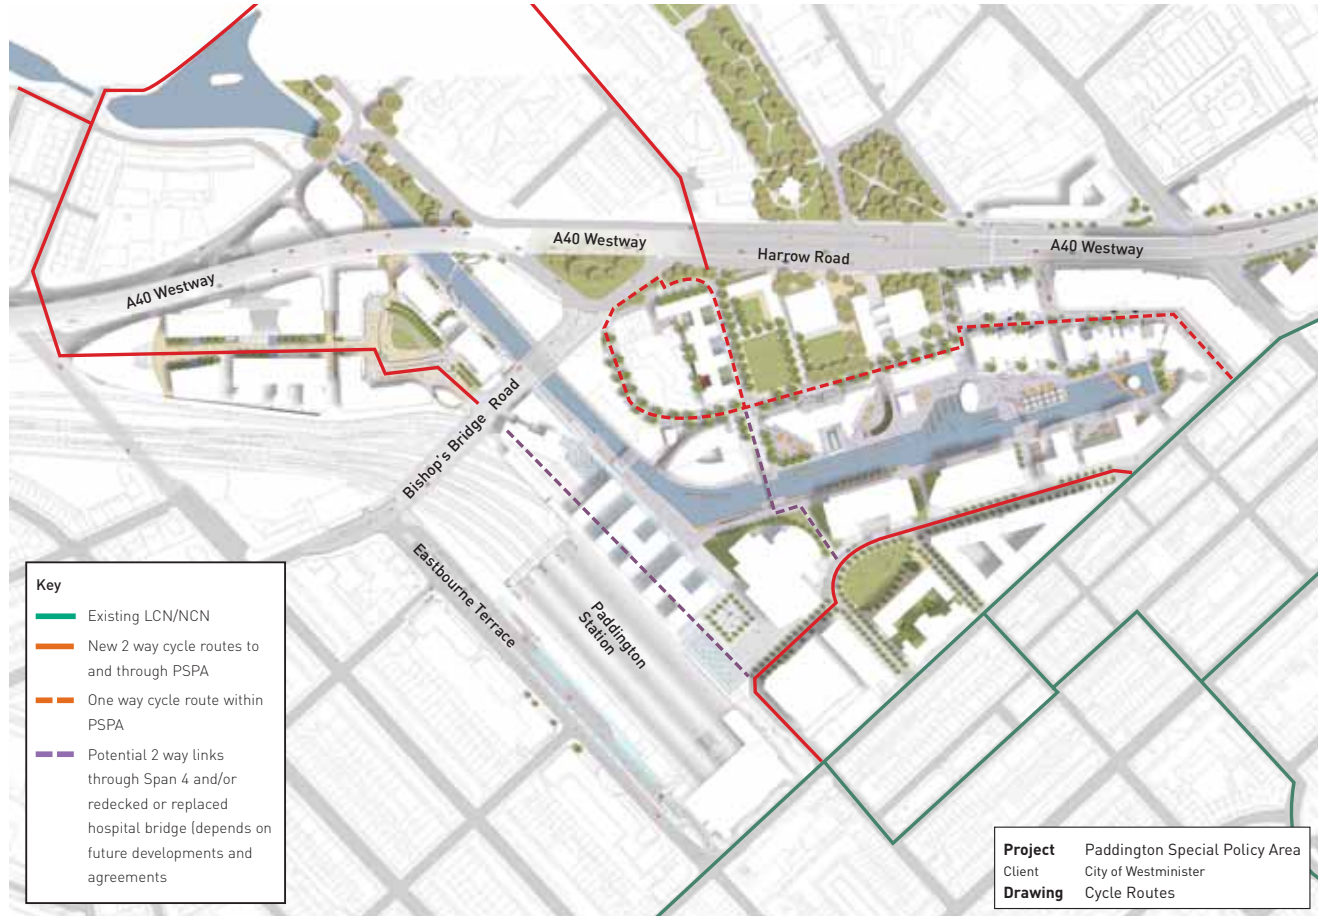 A40 Westway
Harrow Road
A40 Westway
A40 Westway
Bishop's Bridge Road
Eastbourne Terrace
Paddington
Station
Key
Existing LCN/NCN
New 2 way cycle routes to
and through PSPA
One way cycle route within
PSPA
Potential 2 way links
through Span 4 and/or
redecked or replaced
hospital bridge (depends on
future developments and
agreements
Project Paddington Special Policy Area
Client City of Westminister
Drawing Cycle Routes